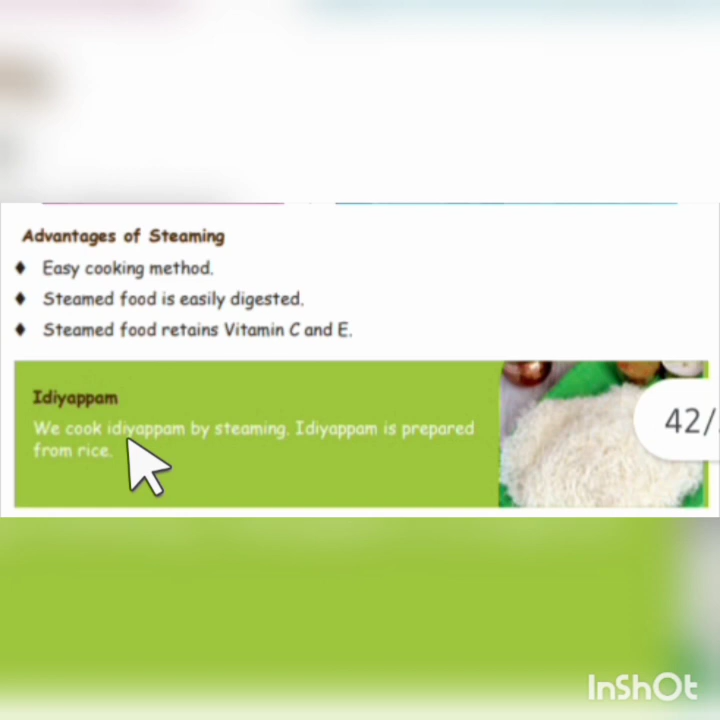 Advantages of Steaming
♦ Easy cooking method.
♦ Steamed food is easily digested.
♦ Steamed food retains Vitamin C and E.
Idiyappam
We cook idiyappam by steaming. Idiyappam is prepared
from rice.
42/
InShOt